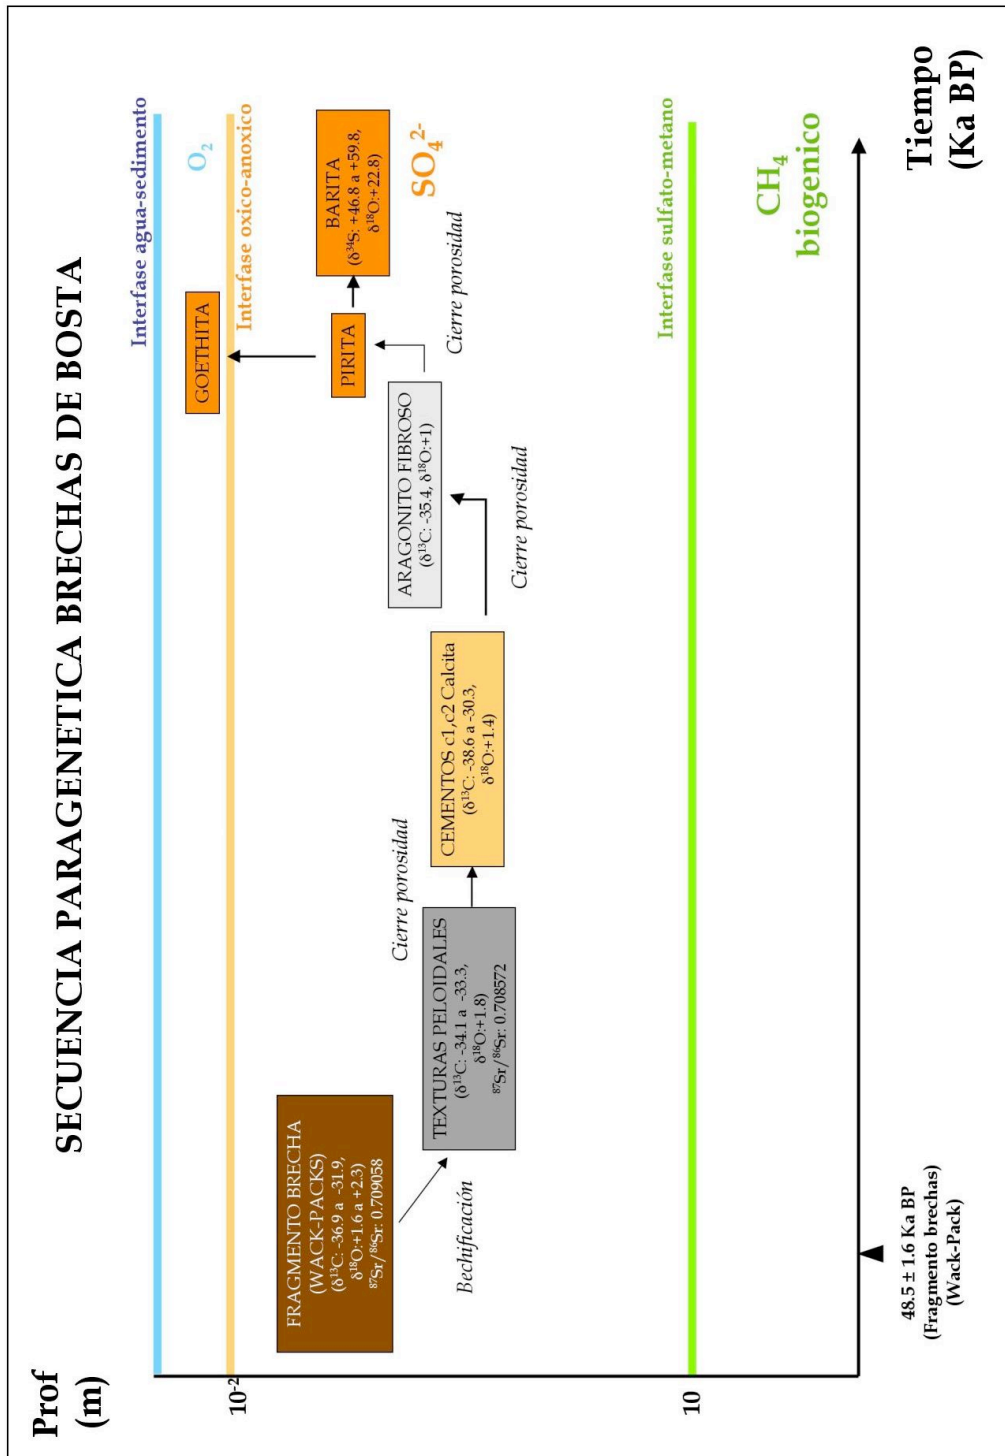 SECUENCIA PARAGENETICA BRECHAS DE BOSTA
Prof
(m)
Interfase agua-sedimento
O₂
10⁻²
Interfase oxico-anoxico
GOETHITA
FRAGMENTO BRECHA
(WACK-PACKS)
(δ¹³C: -36.9 a -31.9,
δ¹⁸O:+1.6 a +2.3)
⁸⁷Sr/⁸⁶Sr: 0.709058
Bechificación
TEXTURAS PELOIDALES
(δ¹³C: -34.1 a -33.3,
δ¹⁸O:+1.8)
⁸⁷Sr/⁸⁶Sr: 0.708572
Cierre porosidad
CEMENTOS c1,c2 Calcita
(δ¹³C: -38.6 a -30.3,
δ¹⁸O:+1.4)
Cierre porosidad
ARAGONITO FIBROSO
(δ¹³C: -35.4, δ¹⁸O:+1)
Cierre porosidad
PIRITA
BARITA
(δ³⁴S: +46.8 a +59.8,
δ¹⁸O:+22.8)
SO₄²⁻
10
Interfase sulfato-metano
CH₄
biogenico
48.5 ± 1.6 Ka BP
(Fragmento brechas)
(Wack-Pack)
Tiempo
(Ka BP)